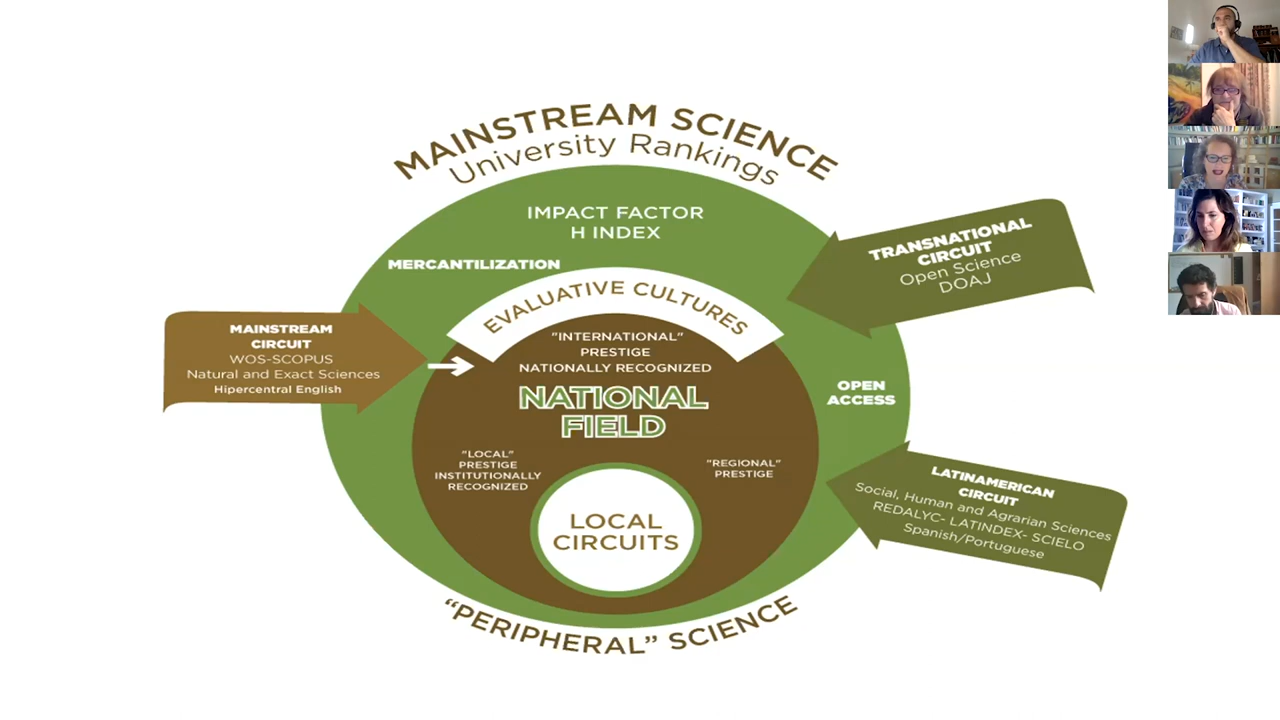 MAINSTREAM SCIENCE
University Rankings
IMPACT FACTOR
H INDEX
MERCANTILIZATION
EVALUATIVE CULTURES
TRANSNATIONAL
CIRCUIT
Open Science
DOAJ
MAINSTREAM
CIRCUIT
WOS-SCOPUS
Natural and Exact Sciences
Hipercentral English
"INTERNATIONAL"
PRESTIGE
NATIONALLY RECOGNIZED
NATIONAL
FIELD
OPEN
ACCESS
"LOCAL"
PRESTIGE
INSTITUTIONALLY
RECOGNIZED
"REGIONAL"
PRESTIGE
LATINAMERICAN
CIRCUIT
Social, Human and Agrarian Sciences
REDALYC- LATINDEX- SCIELO
Spanish/Portuguese
LOCAL
CIRCUITS
“PERIPHERAL” SCIENCE